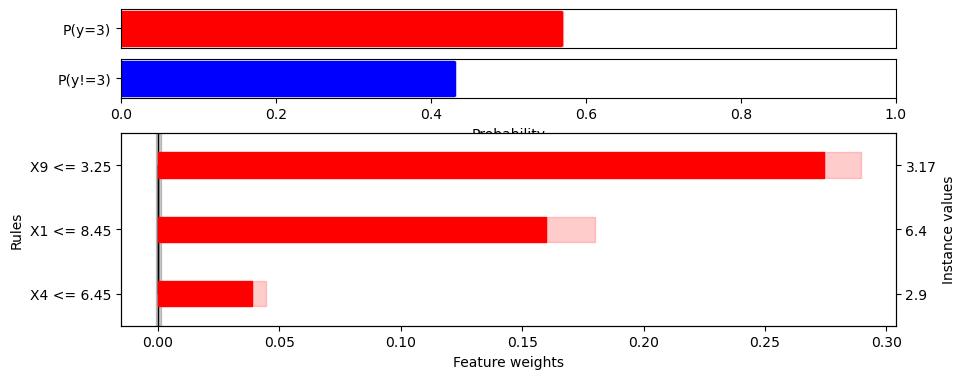 P(y=3)
P(y!=3)
0.0 0.2 0.4 0.6 0.8 1.0
Probability
Rules
X9 <= 3.25 3.17
X1 <= 8.45 6.4
X4 <= 6.45 2.9
Instance values
0.00 0.05 0.10 0.15 0.20 0.25 0.30
Feature weights